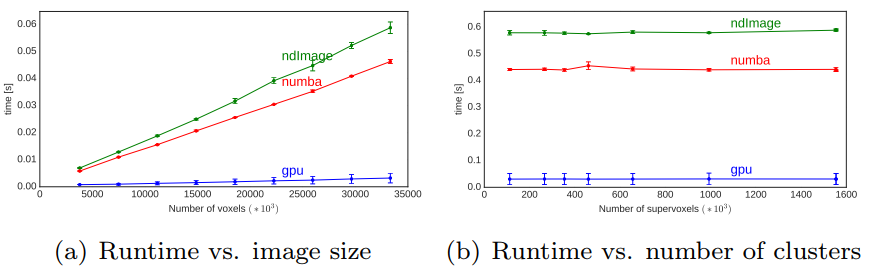 0.06
0.05
0.04
0.03
0.02
0.01
0.00
time [s]
ndImage
numba
gpu
0 5000 10000 15000 20000 25000 30000 35000
Number of voxels (*10³)
(a) Runtime vs. image size
0.6
0.5
0.4
0.3
0.2
0.1
0.0
time [s]
ndImage
numba
gpu
0 200 400 600 800 1000 1200 1400 1600
Number of supervoxels (*10³)
(b) Runtime vs. number of clusters